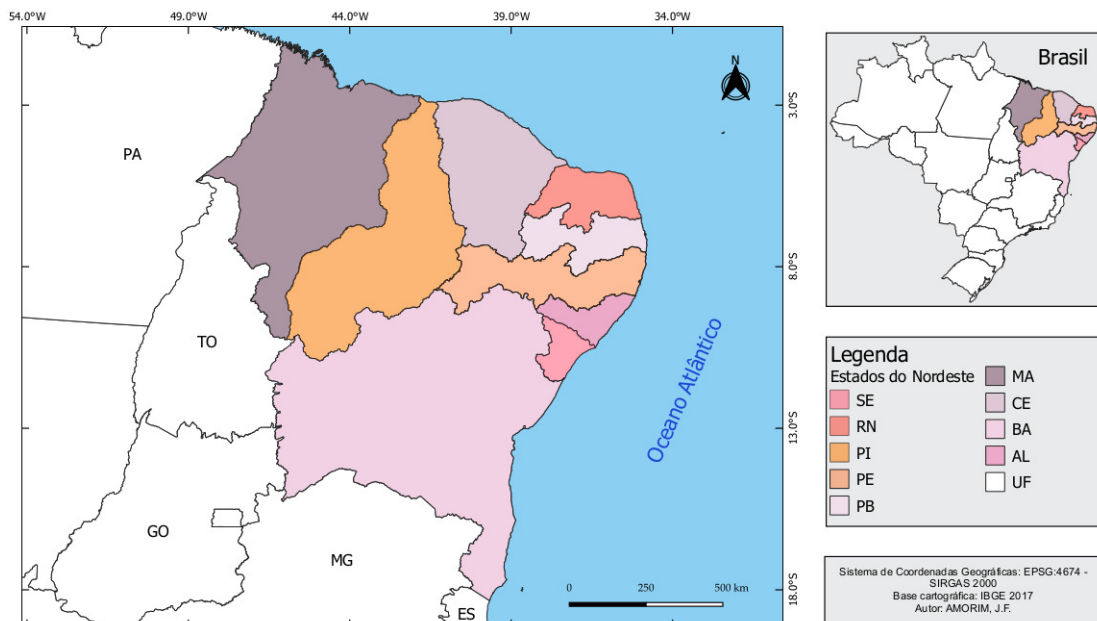 54.0°W
49.0°W
44.0°W
39.0°W
34.0°W
3.0°S
8.0°S
13.0°S
18.0°S
N
PA
TO
GO
MG
ES
Oceano Atlântico
0 250 500 km
Brasil
Legenda
Estados do Nordeste
SE
RN
PI
PE
PB
MA
CE
BA
AL
UF
Sistema de Coordenadas Geográficas: EPSG:4674 -
SIRGAS 2000
Base cartográfica: IBGE 2017
Autor: AMORIM, J.F.